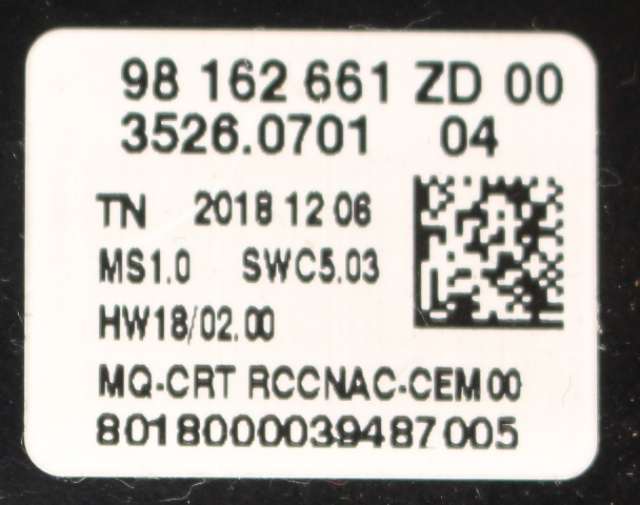 98 162 661 ZD 00
3526.0701 04
TN 2018 12 06
MS1.0 SWC5.03
HW18/02.00
MQ-CRT RCCNAC-CEM00
8018000039487005